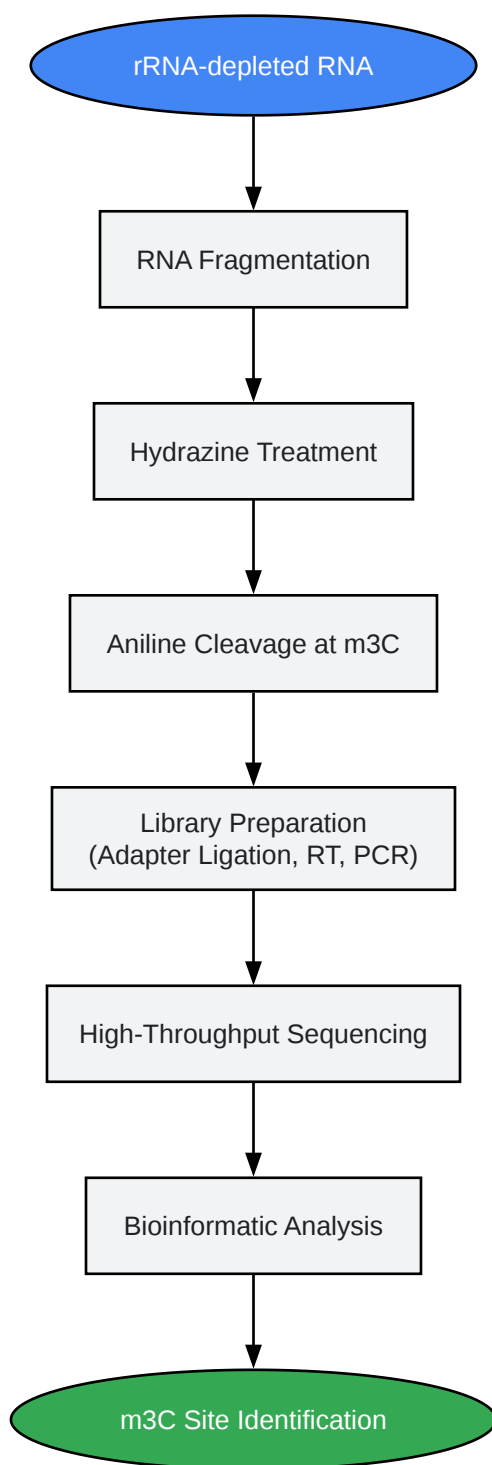 rRNA-depleted RNA
RNA Fragmentation
Hydrazine Treatment
Aniline Cleavage at m3C
Library Preparation
(Adapter Ligation, RT, PCR)
High-Throughput Sequencing
Bioinformatic Analysis
m3C Site Identification